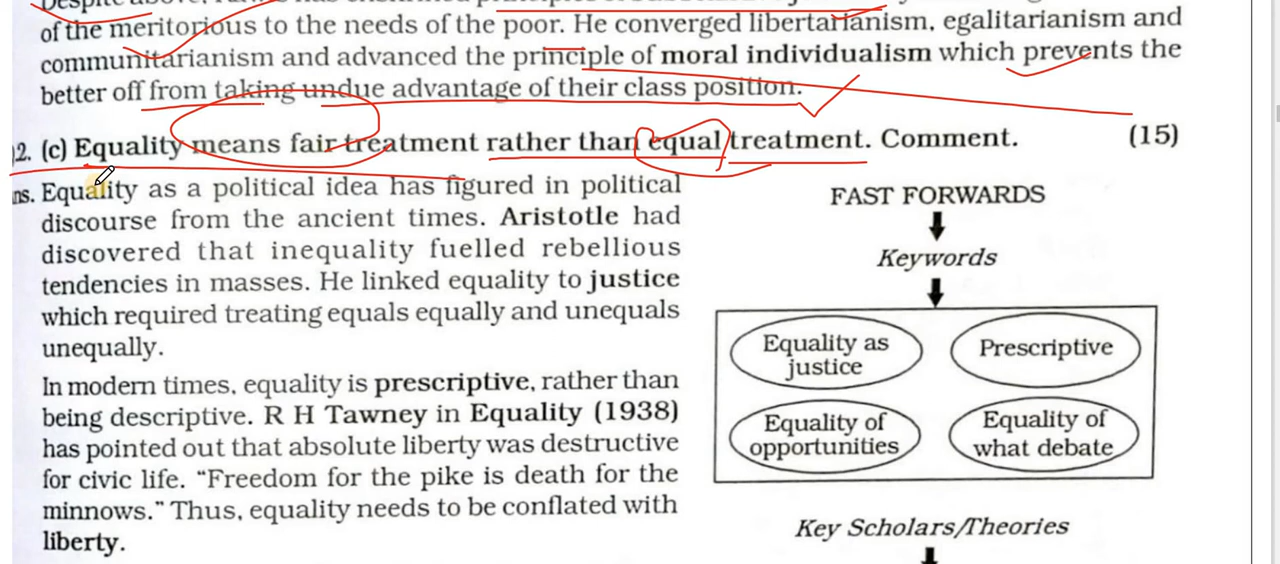 Despite above,
of the meritorious to the needs of the poor. He converged libertarianism, egalitarianism and
communitarianism and advanced the principle of moral individualism which prevents the
better off from taking undue advantage of their class position.
2. (c) Equality means fair treatment rather than equal treatment. Comment. (15)
ns. Equality as a political idea has figured in political
discourse from the ancient times. Aristotle had
discovered that inequality fuelled rebellious
tendencies in masses. He linked equality to justice
which required treating equals equally and unequals
unequally.
In modern times, equality is prescriptive, rather than
being descriptive. R H Tawney in Equality (1938)
has pointed out that absolute liberty was destructive
for civic life. “Freedom for the pike is death for the
minnows.” Thus, equality needs to be conflated with
liberty.
FAST FORWARDS
Keywords
Equality as
justice
Prescriptive
Equality of
opportunities
Equality of
what debate
Key Scholars/Theories